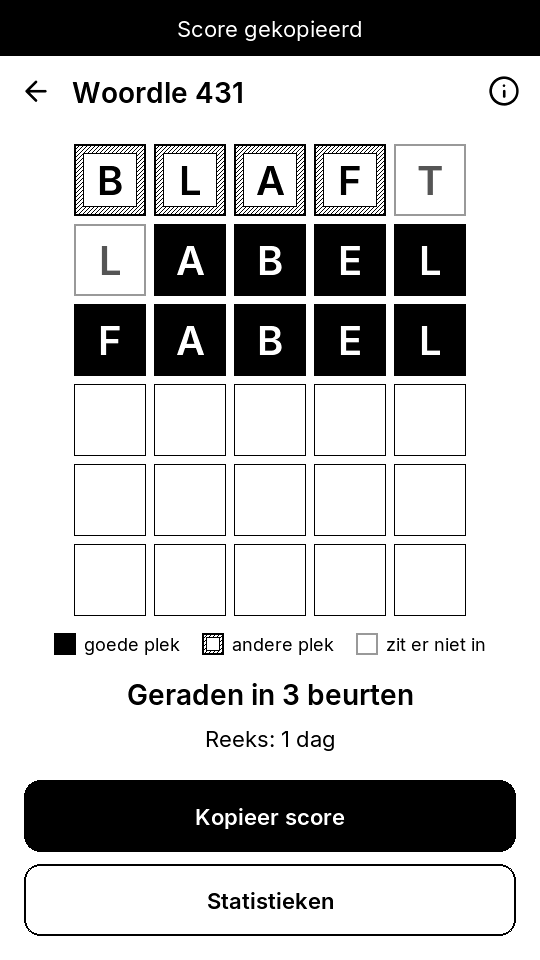 Score gekopieerd
Woordle 431
B L A F T
L A B E L
F A B E L
goede plek andere plek zit er niet in
Geraden in 3 beurten
Reeks: 1 dag
Kopieer score
Statistieken